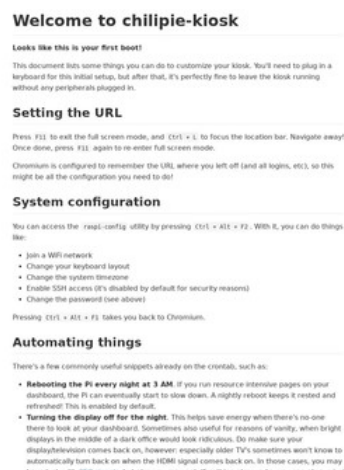 Welcome to chilipie-kiosk
Looks like this is your first boot!
This document lists some things you can do to customize your kiosk. You'll need to plug in a
keyboard for this initial setup, but after that, it's perfectly fine to leave the kiosk running
without any peripherals plugged in.
Setting the URL
Press F11 to exit the full screen mode, and Ctrl + L to focus the location bar. Navigate away!
Once done, press F11 again to re-enter full screen mode.
Chromium is configured to remember the URL where you left off (and all logins, etc), so this
might be all the configuration you need to do!
System configuration
You can access the raspi-config utility by pressing Ctrl + Alt + F2. With it, you can do things
like:
• Join a WiFi network
• Change your keyboard layout
• Change the system timezone
• Enable SSH access (it's disabled by default for security reasons)
• Change the password (see above)
Pressing Ctrl + Alt + F1 takes you back to Chromium.
Automating things
There's a few commonly useful snippets already on the crontab, such as:
• Rebooting the Pi every night at 3 AM. If you run resource intensive pages on your
dashboard, the Pi can eventually start to slow down. A nightly reboot keeps it rested and
refreshed! This is enabled by default.
• Turning the display off for the night. This helps save energy when there's no-one
there to look at your dashboard. Sometimes also useful for reasons of vanity, when bright
displays in the middle of a dark office would look ridiculous. Do make sure your
display/television comes back on, however: especially older TV's sometimes won't know to
automatically turn back on when the HDMI signal comes back on. In those cases, you may